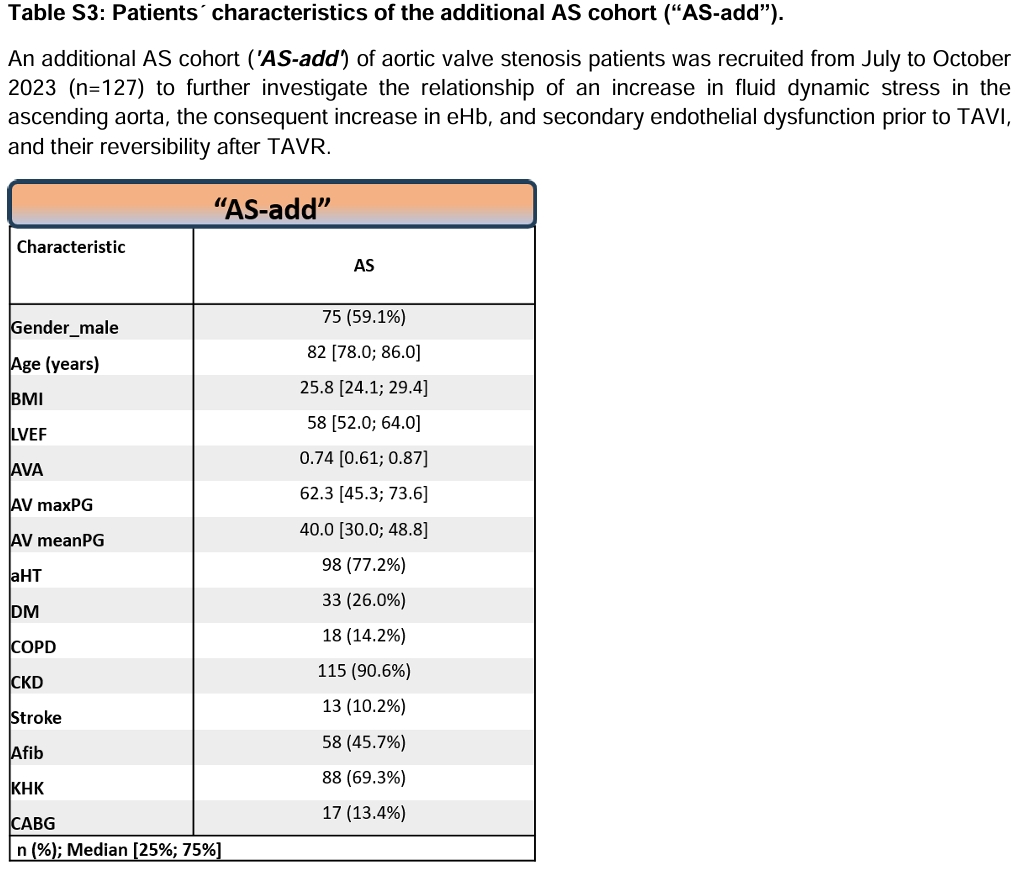 Table S3: Patients´ characteristics of the additional AS cohort (“AS-add”).
An additional AS cohort ('AS-add') of aortic valve stenosis patients was recruited from July to October
2023 (n=127) to further investigate the relationship of an increase in fluid dynamic stress in the
ascending aorta, the consequent increase in eHb, and secondary endothelial dysfunction prior to TAVI,
and their reversibility after TAVR.
“AS-add”
Characteristic AS
Gender_male 75 (59.1%)
Age (years) 82 [78.0; 86.0]
BMI 25.8 [24.1; 29.4]
LVEF 58 [52.0; 64.0]
AVA 0.74 [0.61; 0.87]
AV maxPG 62.3 [45.3; 73.6]
AV meanPG 40.0 [30.0; 48.8]
aHT 98 (77.2%)
DM 33 (26.0%)
COPD 18 (14.2%)
CKD 115 (90.6%)
Stroke 13 (10.2%)
Afib 58 (45.7%)
KHK 88 (69.3%)
CABG 17 (13.4%)
n (%); Median [25%; 75%]